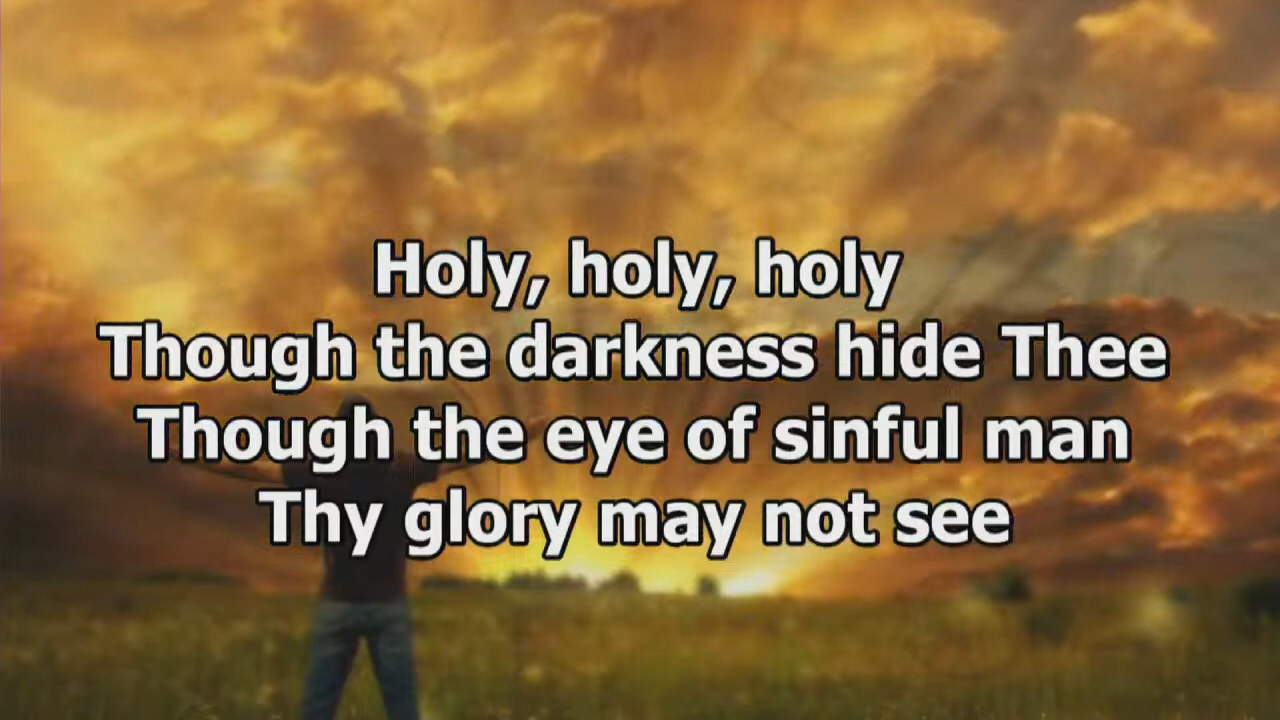 Holy, holy, holy
Though the darkness hide Thee
Though the eye of sinful man
Thy glory may not see